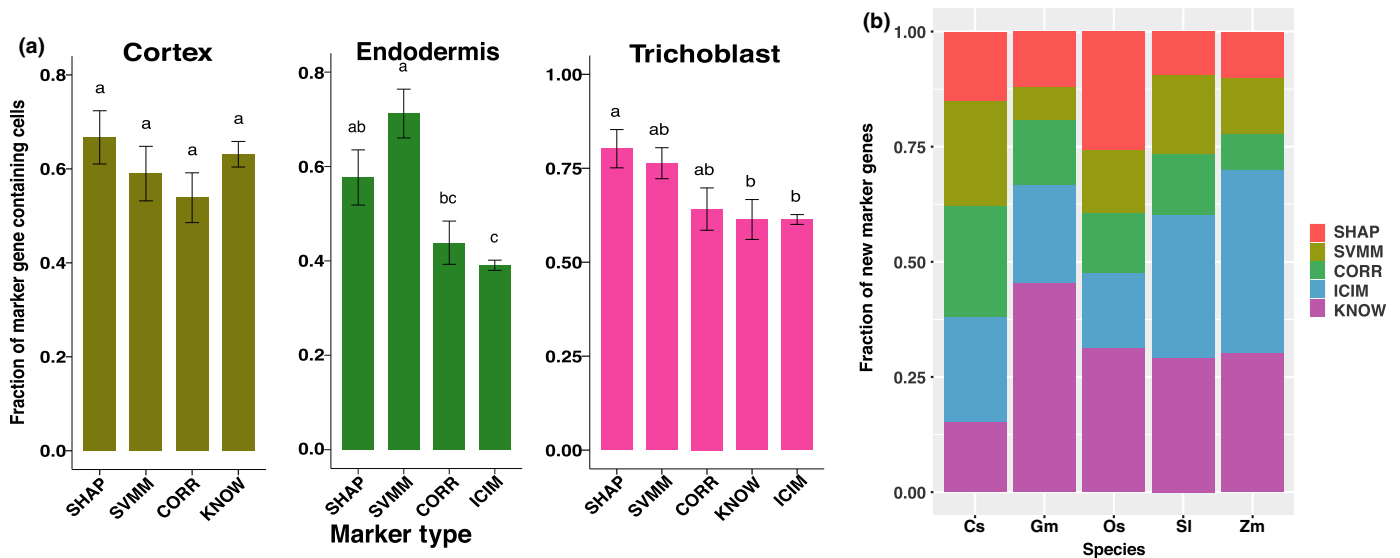 (a)
Cortex
Endodermis
Trichoblast
Fraction of marker gene containing cells
0.8
0.6
0.4
0.2
0.0
a
a
a
a
SHAP
SVMM
CORR
KNOW
0.8
0.6
0.4
0.2
0.0
ab
a
bc
c
SHAP
SVMM
CORR
ICIM
1.00
0.75
0.50
0.25
0.00
a
ab
ab
b
b
SHAP
SVMM
CORR
KNOW
ICIM
Marker type
(b)
Fraction of new marker genes
1.00
0.75
0.50
0.25
0.00
Cs
Gm
Os
Sl
Zm
Species
SHAP
SVMM
CORR
ICIM
KNOW